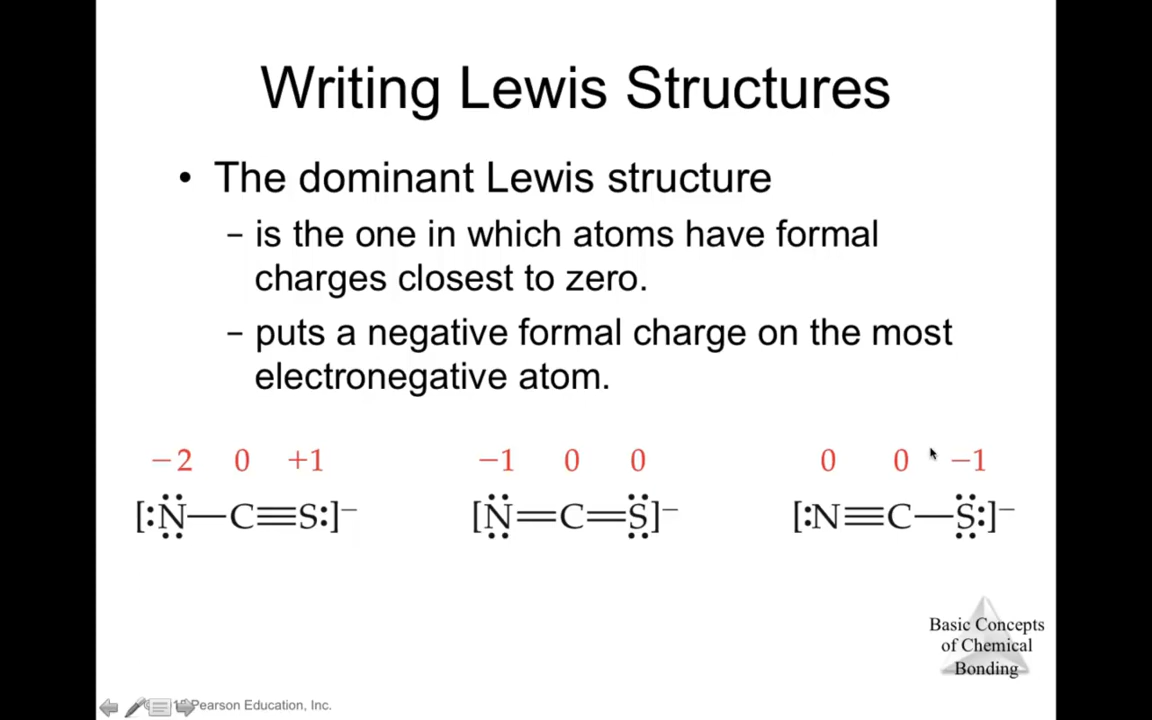 Writing Lewis Structures
• The dominant Lewis structure
– is the one in which atoms have formal
charges closest to zero.
– puts a negative formal charge on the most
electronegative atom.
−2 0 +1 −1 0 0 0 0 −1
[:N̈—C≡S:]⁻ [N̈=C=S̈]⁻ [:N≡C—S̈:]⁻
Basic Concepts
of Chemical
Bonding
Pearson Education, Inc.